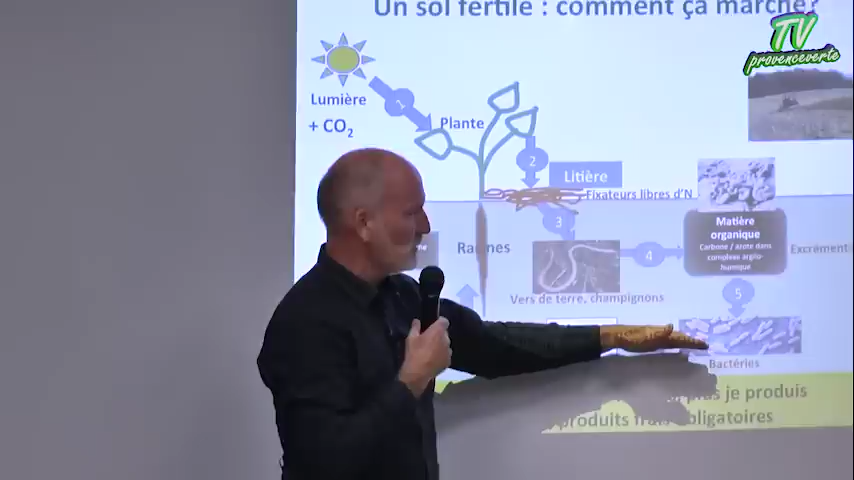 Un sol fertile : comment ça marche?
TV
provenceverte
Lumière
+ CO2
1
Plante
2
Litière
Fixateurs libres d'N
3
Racines
4
Matière
organique
Carbone / Azote dans
complexe argilo-
humique
Excréments
Vers de terre, champignons
5
Bactéries
plus je produis
produits obligatoires